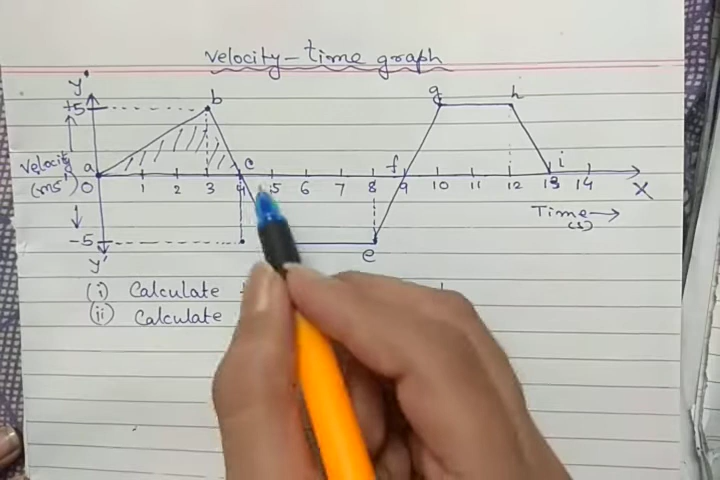 Velocity-time graph
y
+5 b g h
Velocity a c f i
(ms⁻¹) 0 1 2 3 4 5 6 7 8 9 10 11 12 13 14 X
Time→
(s)
-5 e
y'
(i) Calculate
(ii) Calculate